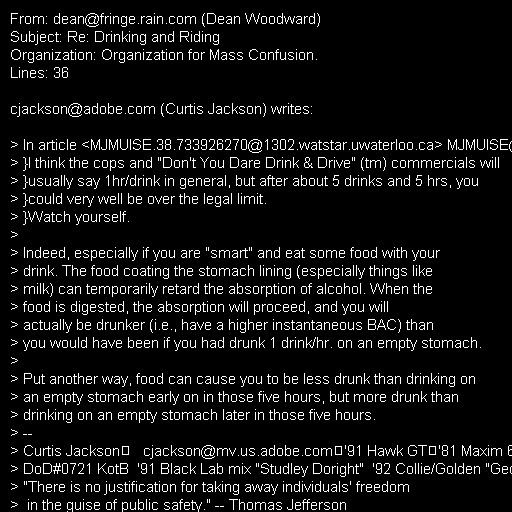 From: dean@fringe.rain.com (Dean Woodward)
Subject: Re: Drinking and Riding
Organization: Organization for Mass Confusion.
Lines: 36

cjackson@adobe.com (Curtis Jackson) writes:

> In article <MJMUISE.38.733926270@1302.watstar.uwaterloo.ca> MJMUISE@
> }I think the cops and "Don't You Dare Drink & Drive" (tm) commercials will
> }usually say 1hr/drink in general, but after about 5 drinks and 5 hrs, you
> }could very well be over the legal limit.
> }Watch yourself.
>
> Indeed, especially if you are "smart" and eat some food with your
> drink. The food coating the stomach lining (especially things like
> milk) can temporarily retard the absorption of alcohol. When the
> food is digested, the absorption will proceed, and you will
> actually be drunker (i.e., have a higher instantaneous BAC) than
> you would have been if you had drunk 1 drink/hr. on an empty stomach.
>
> Put another way, food can cause you to be less drunk than drinking on
> an empty stomach early on in those five hours, but more drunk than
> drinking on an empty stomach later in those five hours.
> --
> Curtis Jackson cjackson@mv.us.adobe.com '91 Hawk GT '81 Maxim 6
> DoD#0721 KotB '91 Black Lab mix "Studley Doright" '92 Collie/Golden "Geo
> "There is no justification for taking away individuals' freedom
> in the guise of public safety." -- Thomas Jefferson